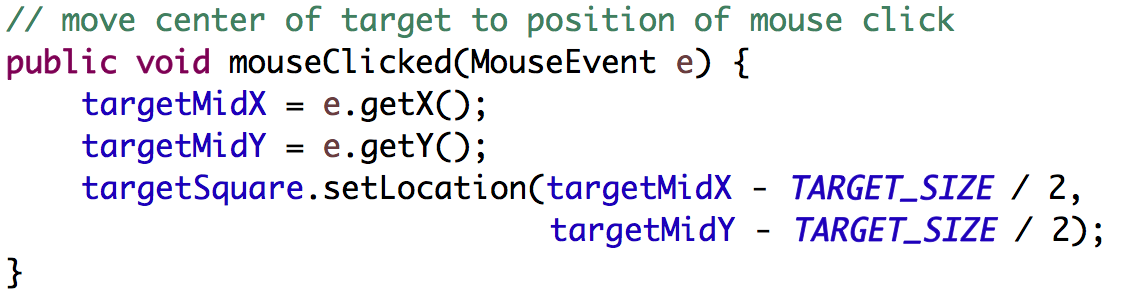 // move center of target to position of mouse click
public void mouseClicked(MouseEvent e) {
    targetMidX = e.getX();
    targetMidY = e.getY();
    targetSquare.setLocation(targetMidX - TARGET_SIZE / 2,
                             targetMidY - TARGET_SIZE / 2);
}